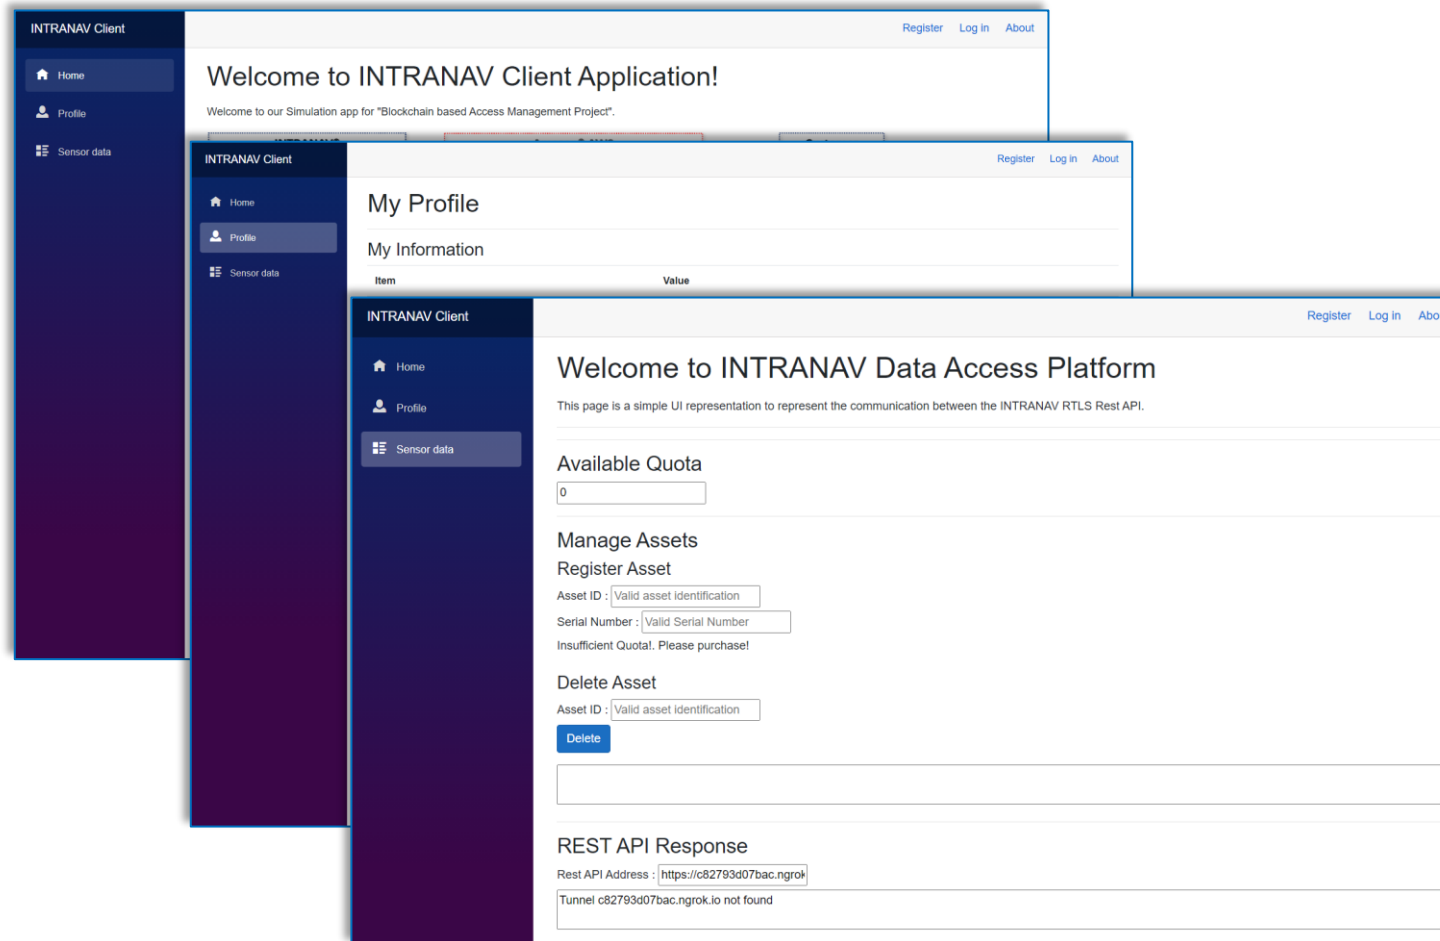 INTRANAV Client
Register Log in About
Home
Profile
Sensor data
Welcome to INTRANAV Client Application!
Welcome to our Simulation app for "Blockchain based Access Management Project".
INTRANAV Client
Register Log in About
Home
Profile
Sensor data
My Profile
My Information
Item Value
INTRANAV Client
Register Log in Abo
Home
Profile
Sensor data
Welcome to INTRANAV Data Access Platform
This page is a simple UI representation to represent the communication between the INTRANAV RTLS Rest API.
Available Quota
0
Manage Assets
Register Asset
Asset ID : Valid asset identification
Serial Number : Valid Serial Number
Insufficient Quota!. Please purchase!
Delete Asset
Asset ID : Valid asset identification
Delete
REST API Response
Rest API Address : https://c82793d07bac.ngrok
Tunnel c82793d07bac.ngrok.io not found